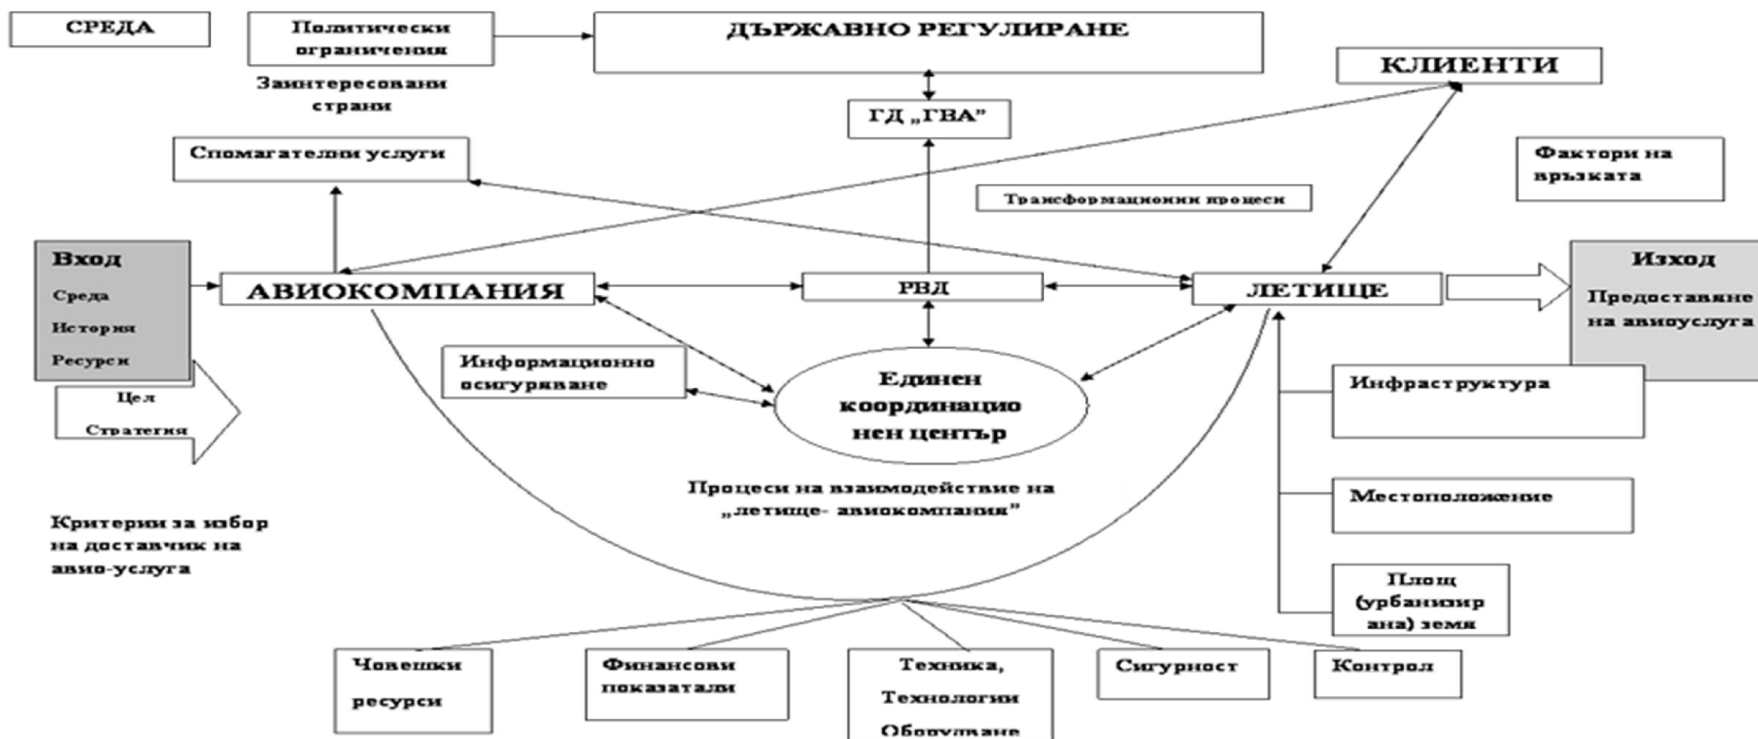 СРЕДА
Политически
ограничения
ДЪРЖАВНО РЕГУЛИРАНЕ
КЛИЕНТИ
Заинтересовани
страни
ГД „ГВА”
Спомагателни услуги
Фактори на
връзката
Трансформационни процеси
Вход
Среда
История
Ресурси
АВИОКОМПАНИЯ
РВД
ЛЕТИЩЕ
Изход
Предоставяне
на авиоуслуга
Информационно
осигуряване
Единен
координацио
нен център
Инфраструктура
Цел
Стратегия
Процеси на взаимодействие на
„летище- авиокомпания”
Местоположение
Критерии за избор
на доставчик на
авио-услуга
Площ
(урбанизир
ана) земя
Човешки
ресурси
Финансови
показатали
Техника,
Технологии
Оборудване
Сигурност
Контрол